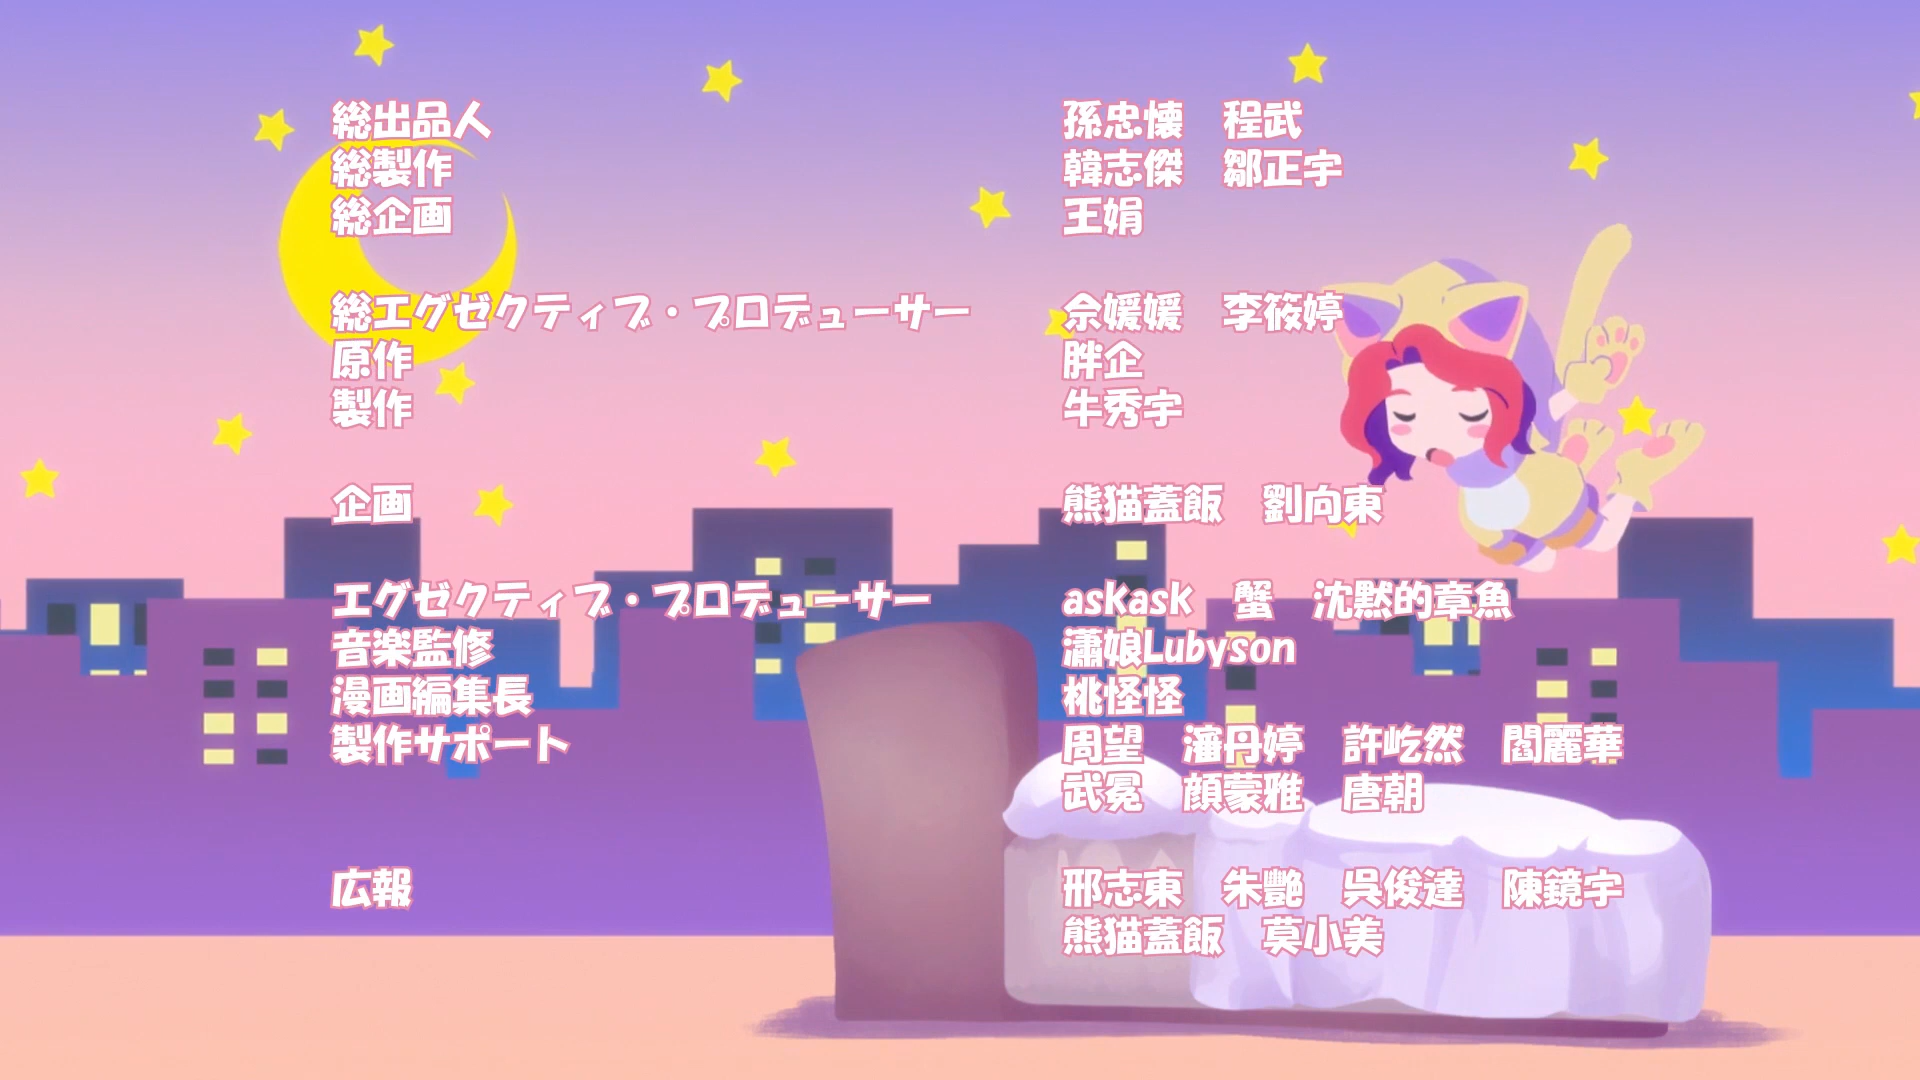 総出品人　孫忠懐　程武
総製作　韓志傑　鄒正宇
総企画　王娟
総エグゼクティブ・プロデューサー　佘媛媛　李筱婷
原作　胖企
製作　牛秀宇
企画　熊猫蓋飯　劉向東
エグゼクティブ・プロデューサー　askask　蟹　沈黙的章魚
音楽監修　瀟娘Lubyson
漫画編集長　桃怪怪
製作サポート　周望　瀋丹婷　許屹然　閻麗華
武冕　顔蒙雅　唐朝
広報　邢志東　朱艷　呉俊達　陳鏡宇
熊猫蓋飯　莫小美